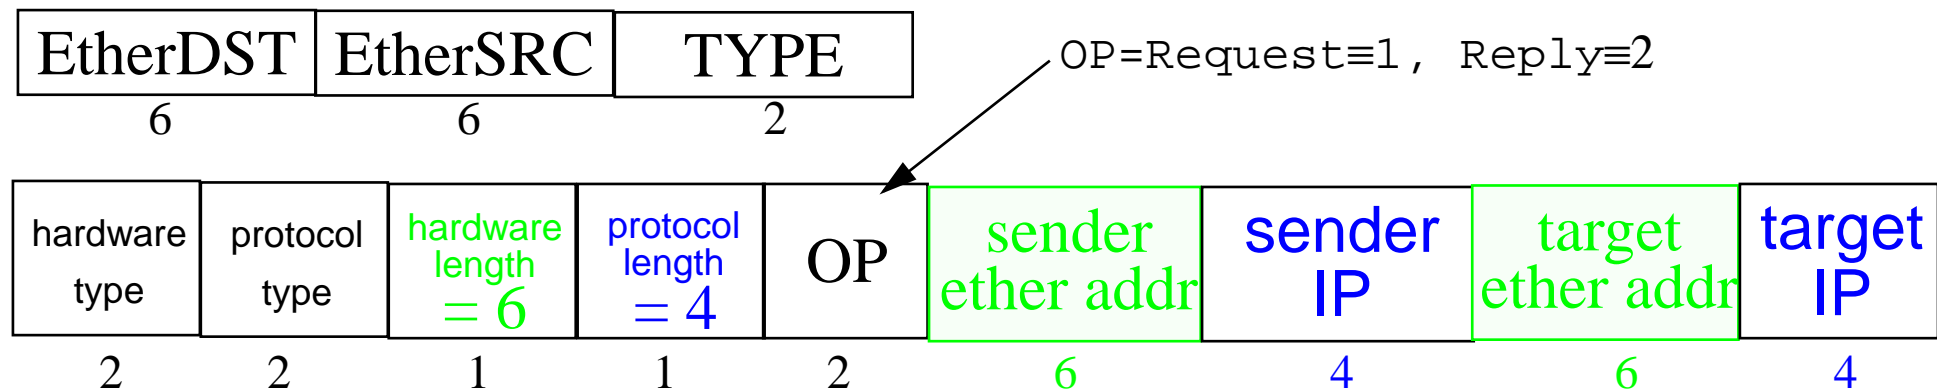 EtherDST EtherSRC TYPE
6 6 2
OP=Request≡1, Reply≡2
hardware type
protocol type
hardware length = 6
protocol length = 4
OP
sender ether addr
sender IP
target ether addr
target IP
2 2 1 1 2 6 4 6 4